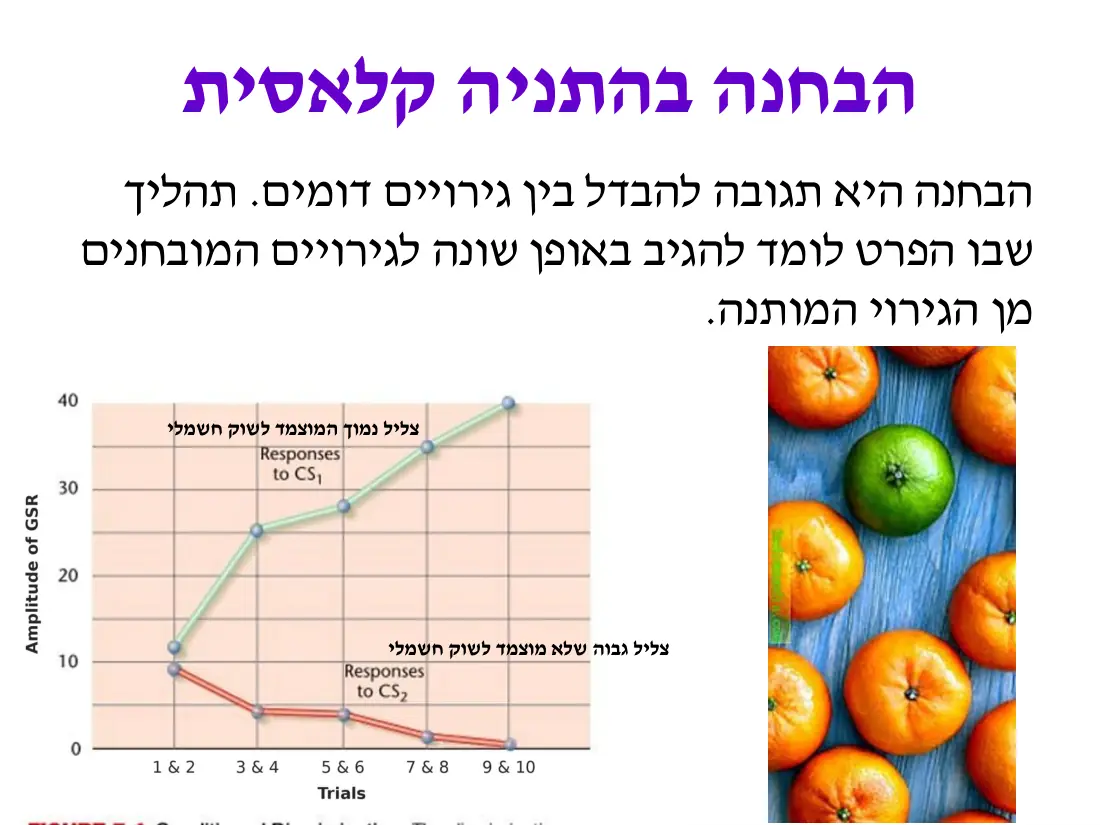 הבחנה בהתניה קלאסית
הבחנה היא תגובה להבדל בין גירויים דומים. תהליך
שבו הפרט לומד להגיב באופן שונה לגירויים המובחנים
מן הגירוי המותנה.
40
30
20
10
0
Amplitude of GSR
צליל נמוך המוצמד לשוק חשמלי
Responses
to CS1
צליל גבוה שלא מוצמד לשוק חשמלי
Responses
to CS2
1 & 2 3 & 4 5 & 6 7 & 8 9 & 10
Trials